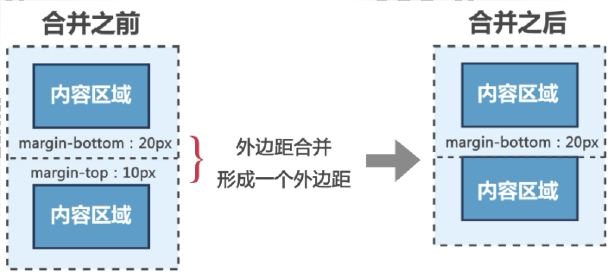 合并之前
内容区域
margin-bottom：20px
margin-top：10px
内容区域
外边距合并
形成一个外边距
合并之后
内容区域
margin-bottom：20px
内容区域